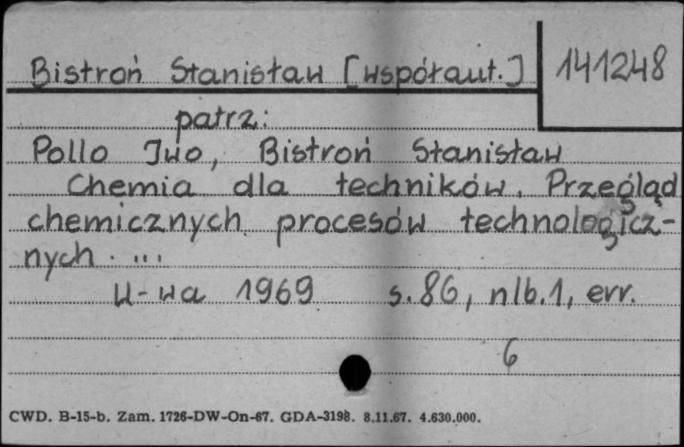 Bistroń Stanisław [współaut.]
141248
patrz:
Pollo Iwo, Bistroń Stanisław
Chemia dla techników. Przegląd
chemicznych procesów technologicz-
nych. ...
W-wa 1969 s. 86, nlb. 1, err.
6
CWD. B-15-b. Zam. 1726-DW-On-67. GDA-3198. 8.11.67. 4.630.000.